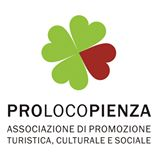 PROLOCOPIENZA
ASSOCIAZIONE DI PROMOZIONE
TURISTICA, CULTURALE E SOCIALE